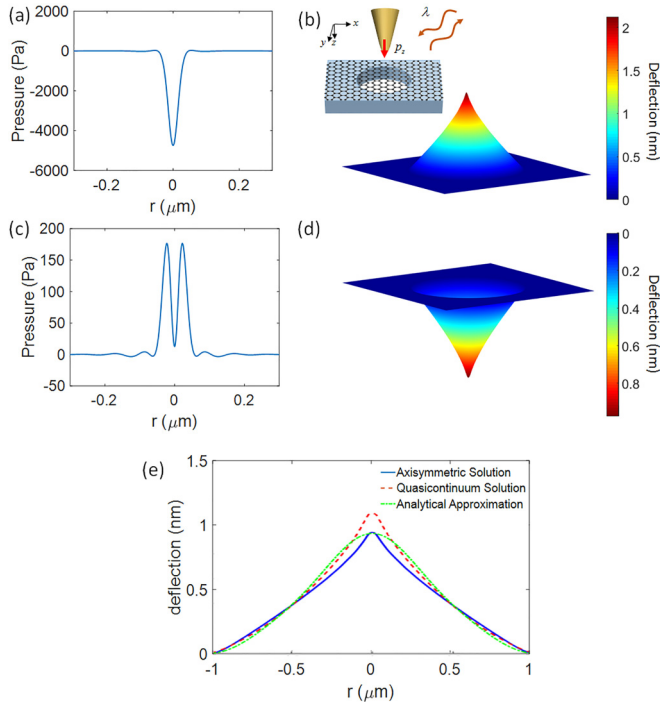 (a)
2000
0
-2000
-4000
-6000
Pressure (Pa)
-0.2
0
0.2
r (μm)
(b)
x
y
z
λ
p_z
2
1.5
1
0.5
0
Deflection (nm)
(c)
200
150
100
50
0
50
Pressure (Pa)
-0.2
0
0.2
r (μm)
(d)
0
0.2
0.4
0.6
0.8
Deflection (nm)
(e)
1.5
1
0.5
0
deflection (nm)
Axisymmetric Solution
Quasicontinuum Solution
Analytical Approximation
-1
-0.5
0
0.5
1
r (μm)